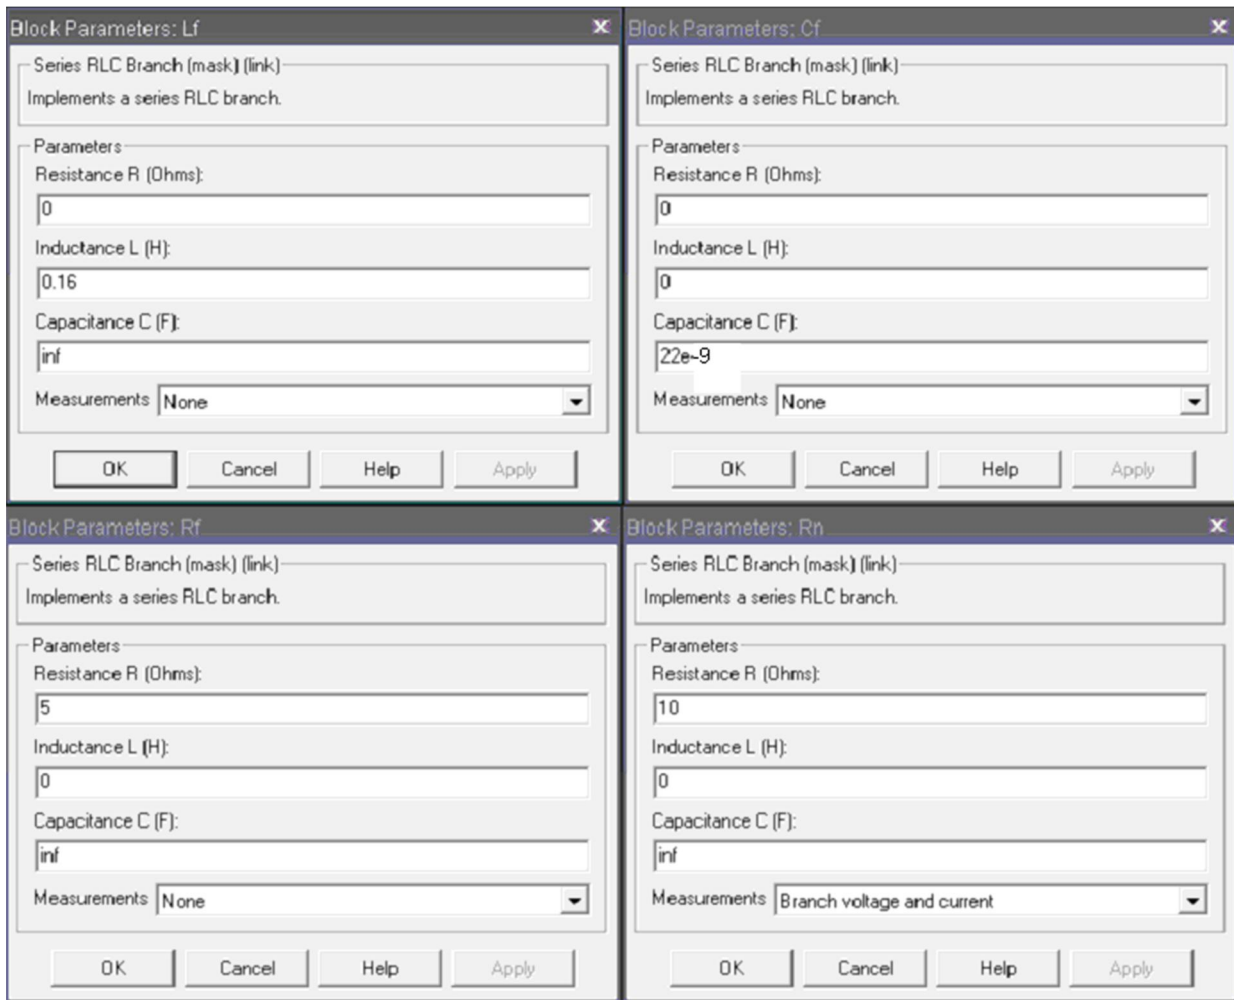 Block Parameters: Lf
Series RLC Branch (mask) (link)
Implements a series RLC branch.
Parameters
Resistance R (Ohms):
0
Inductance L (H):
0.16
Capacitance C (F):
inf
Measurements None
OK Cancel Help Apply
Block Parameters: Cf
Series RLC Branch (mask) (link)
Implements a series RLC branch.
Parameters
Resistance R (Ohms):
0
Inductance L (H):
0
Capacitance C (F):
22e-9
Measurements None
OK Cancel Help Apply
Block Parameters: Rf
Series RLC Branch (mask) (link)
Implements a series RLC branch.
Parameters
Resistance R (Ohms):
5
Inductance L (H):
0
Capacitance C (F):
inf
Measurements None
OK Cancel Help Apply
Block Parameters: Rn
Series RLC Branch (mask) (link)
Implements a series RLC branch.
Parameters
Resistance R (Ohms):
10
Inductance L (H):
0
Capacitance C (F):
inf
Measurements Branch voltage and current
OK Cancel Help Apply